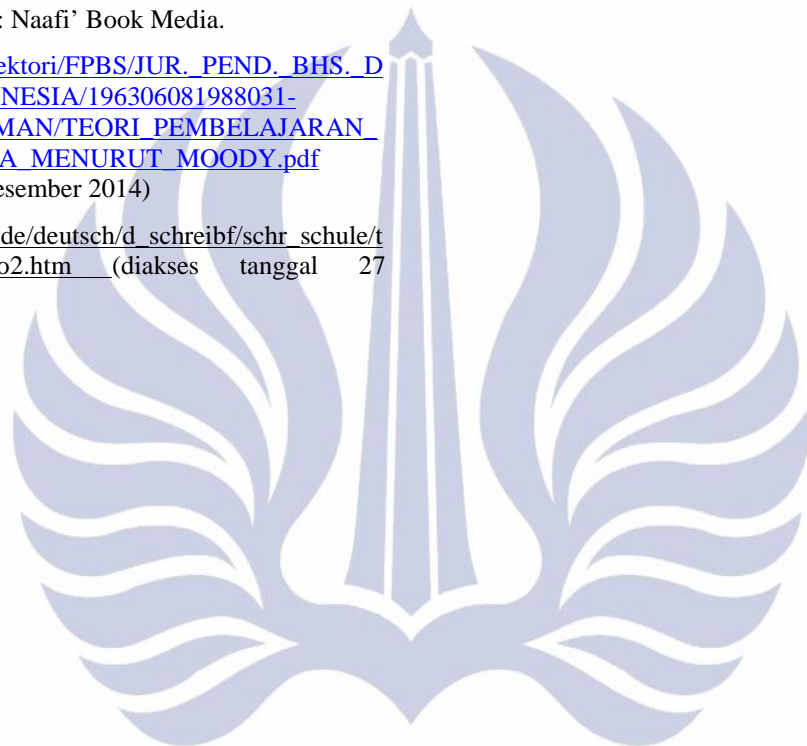 : Naafi’ Book Media.
ektori/FPBS/JUR._PEND._BHS._D
NESIA/196306081988031-
MAN/TEORI_PEMBELAJARAN_
A_MENURUT_MOODY.pdf
esember 2014)
de/deutsch/d_schreibf/schr_schule/t
o2.htm (diakses tanggal 27